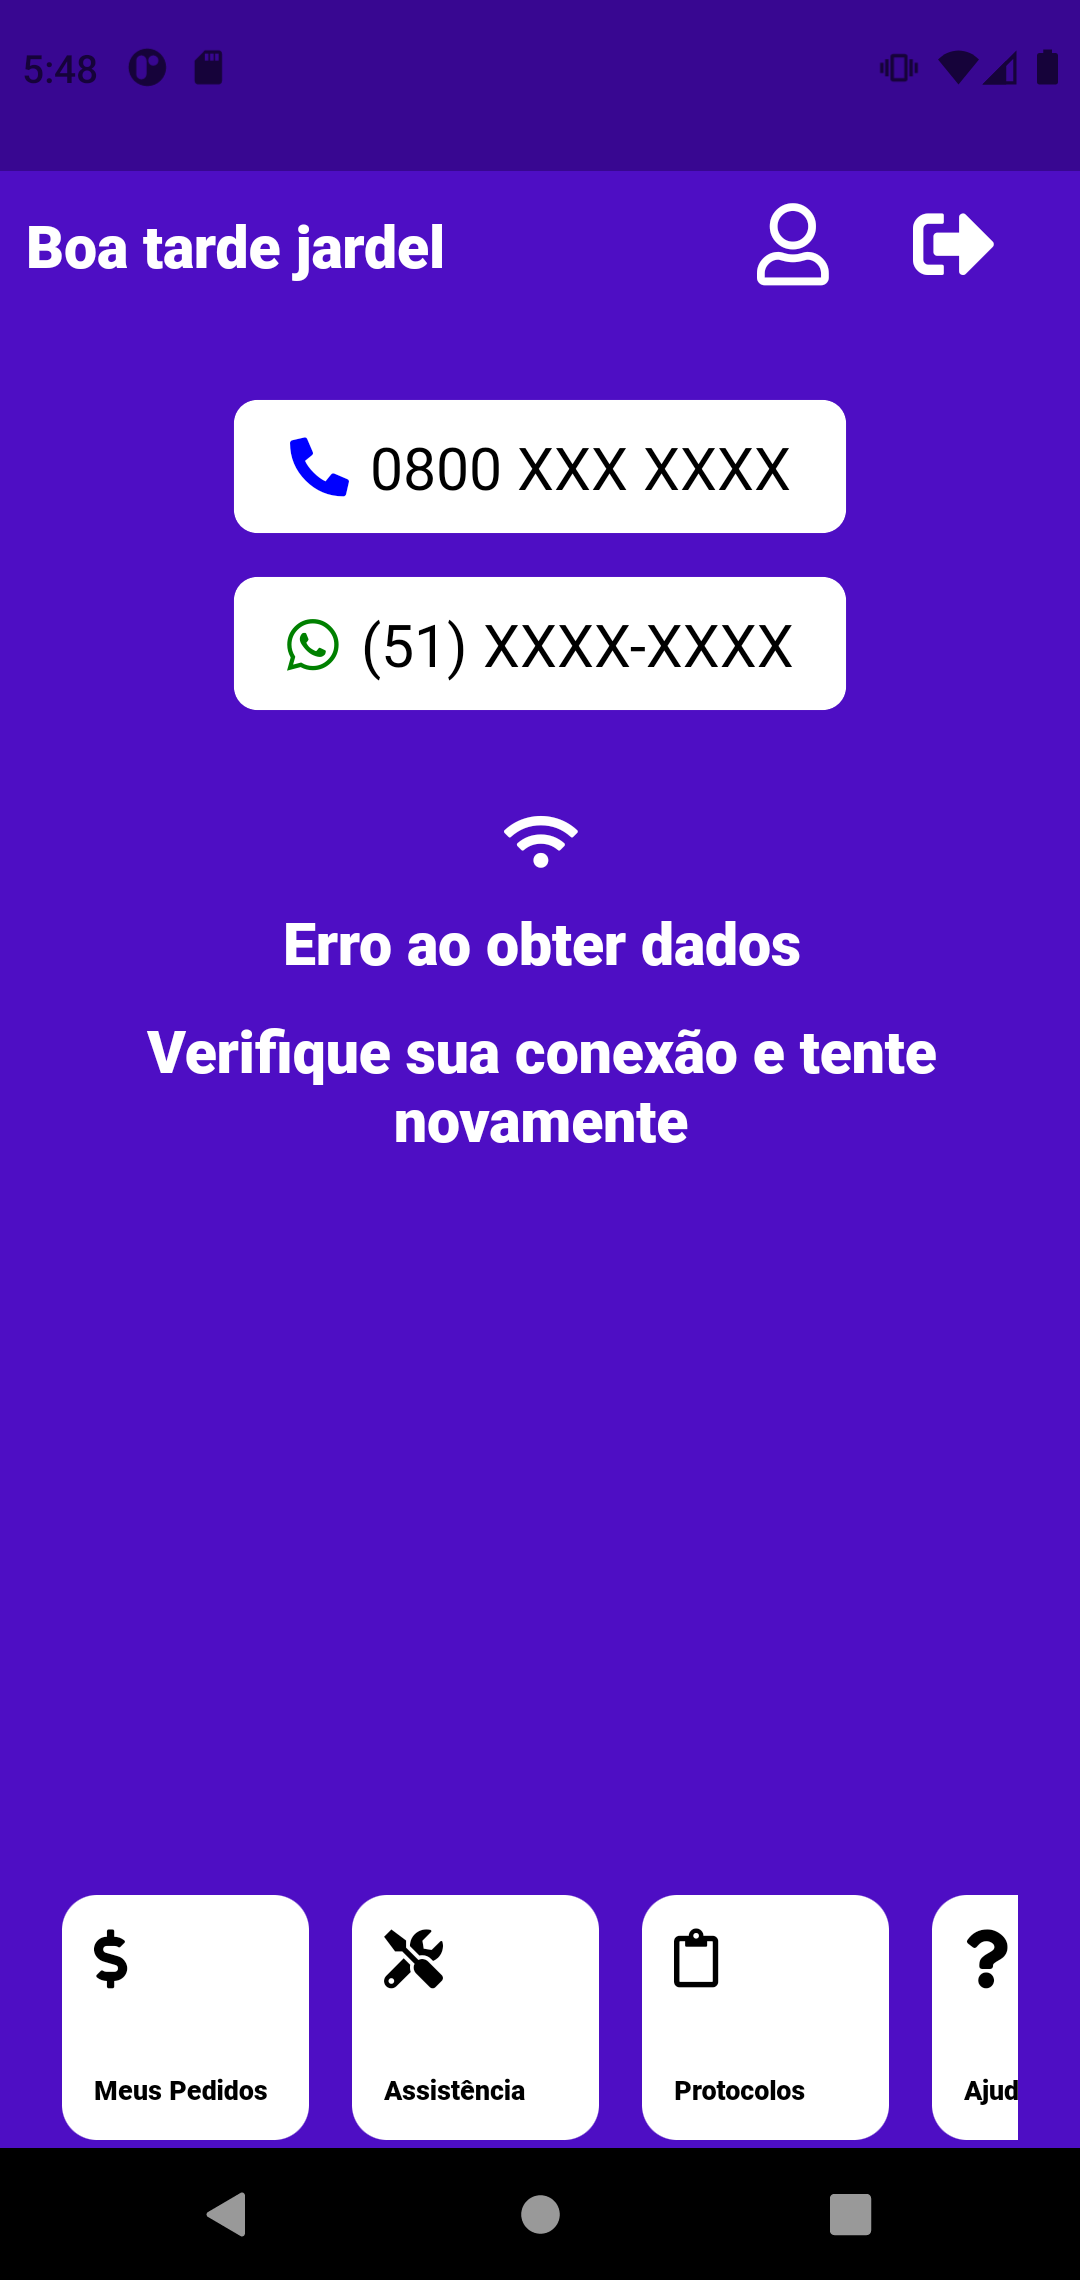 5:48
Boa tarde jardel
0800 XXX XXXX
(51) XXXX-XXXX
Erro ao obter dados
Verifique sua conexão e tente
novamente
Meus Pedidos
Assistência
Protocolos
Ajud